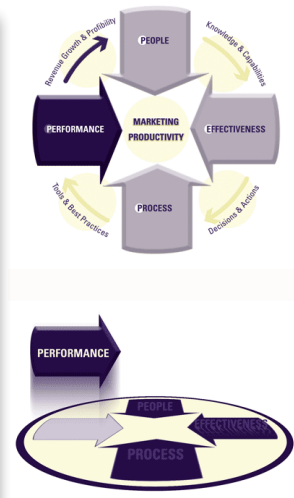 PEOPLE
Revenue Growth & Profibility
Knowledge & Capabilities
PERFORMANCE
MARKETING
PRODUCTIVITY
EFFECTIVENESS
Tools & Best Practices
PROCESS
Decisions & Actions
PERFORMANCE
PEOPLE
EFFECTIVENESS
PROCESS